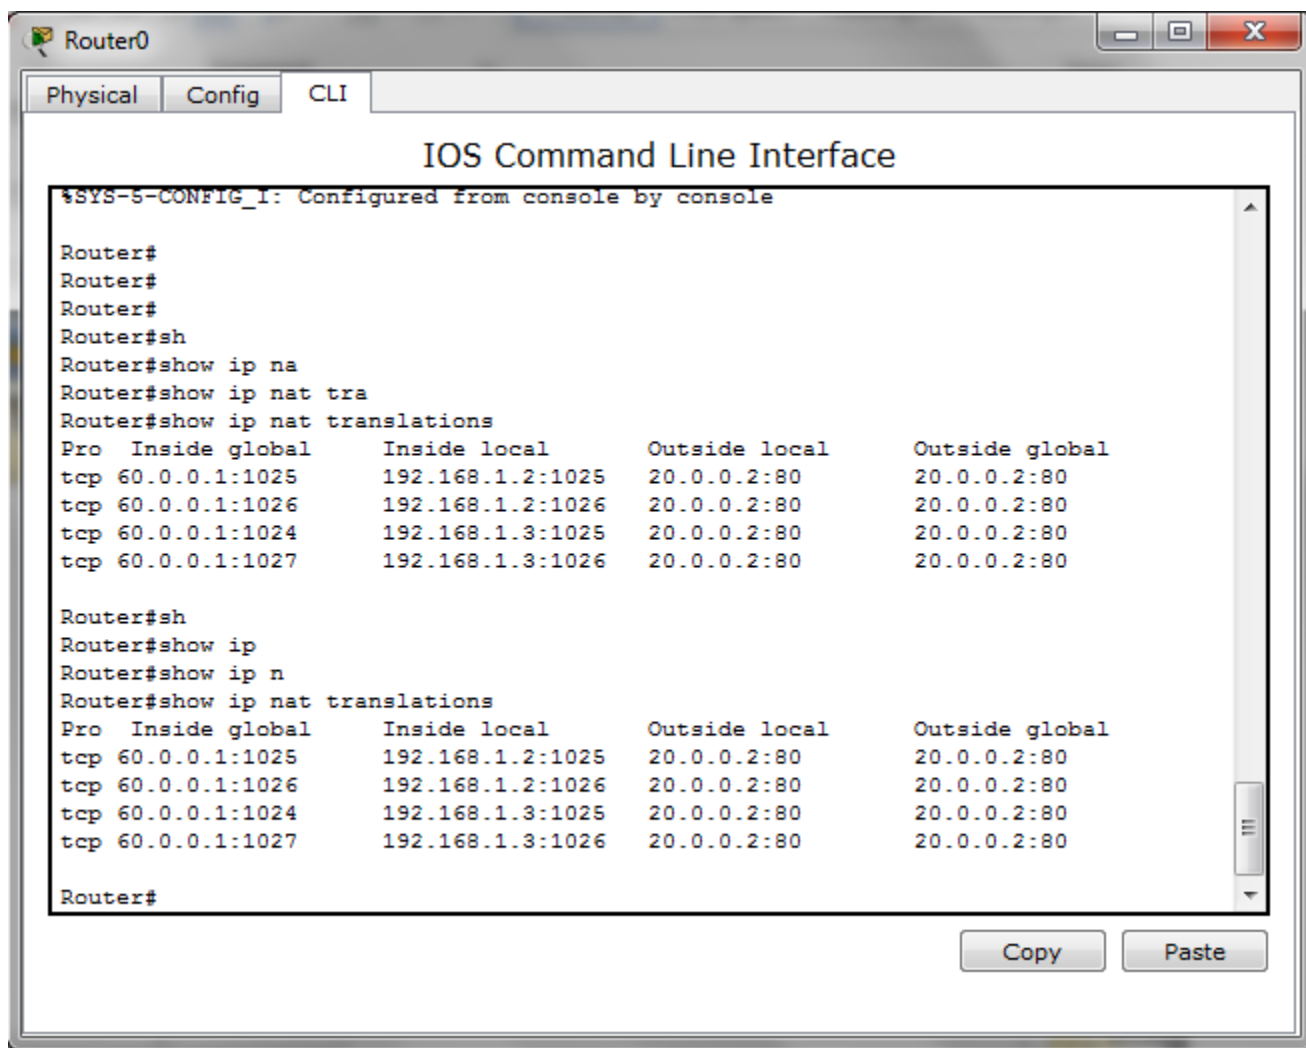 Router0
Physical Config CLI
IOS Command Line Interface
%SYS-5-CONFIG_I: Configured from console by console
Router#
Router#
Router#
Router#sh
Router#show ip na
Router#show ip nat tra
Router#show ip nat translations
Pro  Inside global     Inside local       Outside local      Outside global
tcp 60.0.0.1:1025      192.168.1.2:1025   20.0.0.2:80        20.0.0.2:80
tcp 60.0.0.1:1026      192.168.1.2:1026   20.0.0.2:80        20.0.0.2:80
tcp 60.0.0.1:1024      192.168.1.3:1025   20.0.0.2:80        20.0.0.2:80
tcp 60.0.0.1:1027      192.168.1.3:1026   20.0.0.2:80        20.0.0.2:80
Router#sh
Router#show ip
Router#show ip n
Router#show ip nat translations
Pro  Inside global     Inside local       Outside local      Outside global
tcp 60.0.0.1:1025      192.168.1.2:1025   20.0.0.2:80        20.0.0.2:80
tcp 60.0.0.1:1026      192.168.1.2:1026   20.0.0.2:80        20.0.0.2:80
tcp 60.0.0.1:1024      192.168.1.3:1025   20.0.0.2:80        20.0.0.2:80
tcp 60.0.0.1:1027      192.168.1.3:1026   20.0.0.2:80        20.0.0.2:80
Router#
Copy Paste